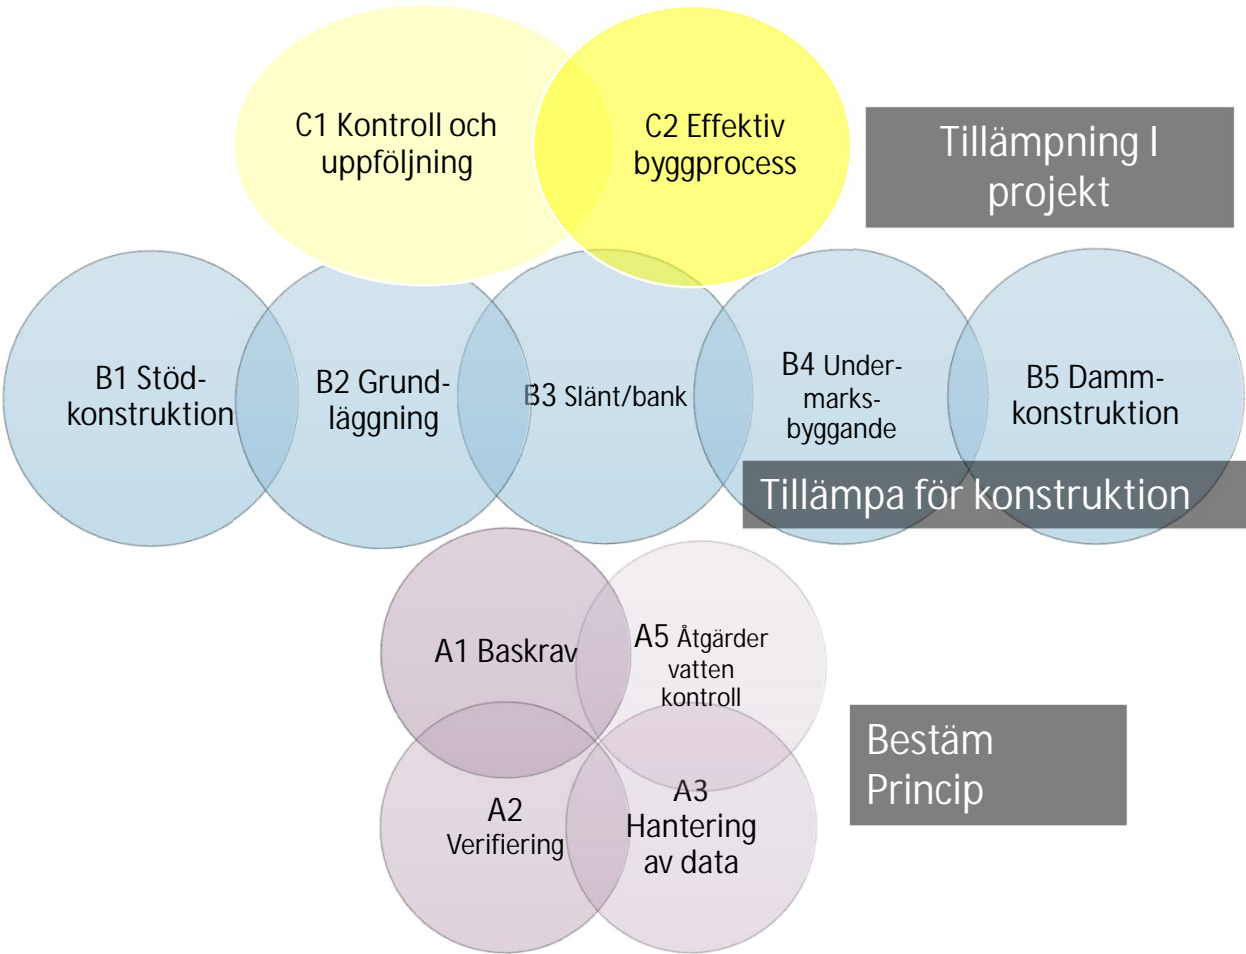 C1 Kontroll och
uppföljning
C2 Effektiv
byggprocess
Tillämpning I
projekt
B1 Stöd-
konstruktion
B2 Grund-
läggning
B3 Slänt/bank
B4 Under-
marks-
byggande
B5 Damm-
konstruktion
Tillämpa för konstruktion
A1 Baskrav
A5 Åtgärder
vatten
kontroll
A2
Verifiering
A3
Hantering
av data
Bestäm
Princip